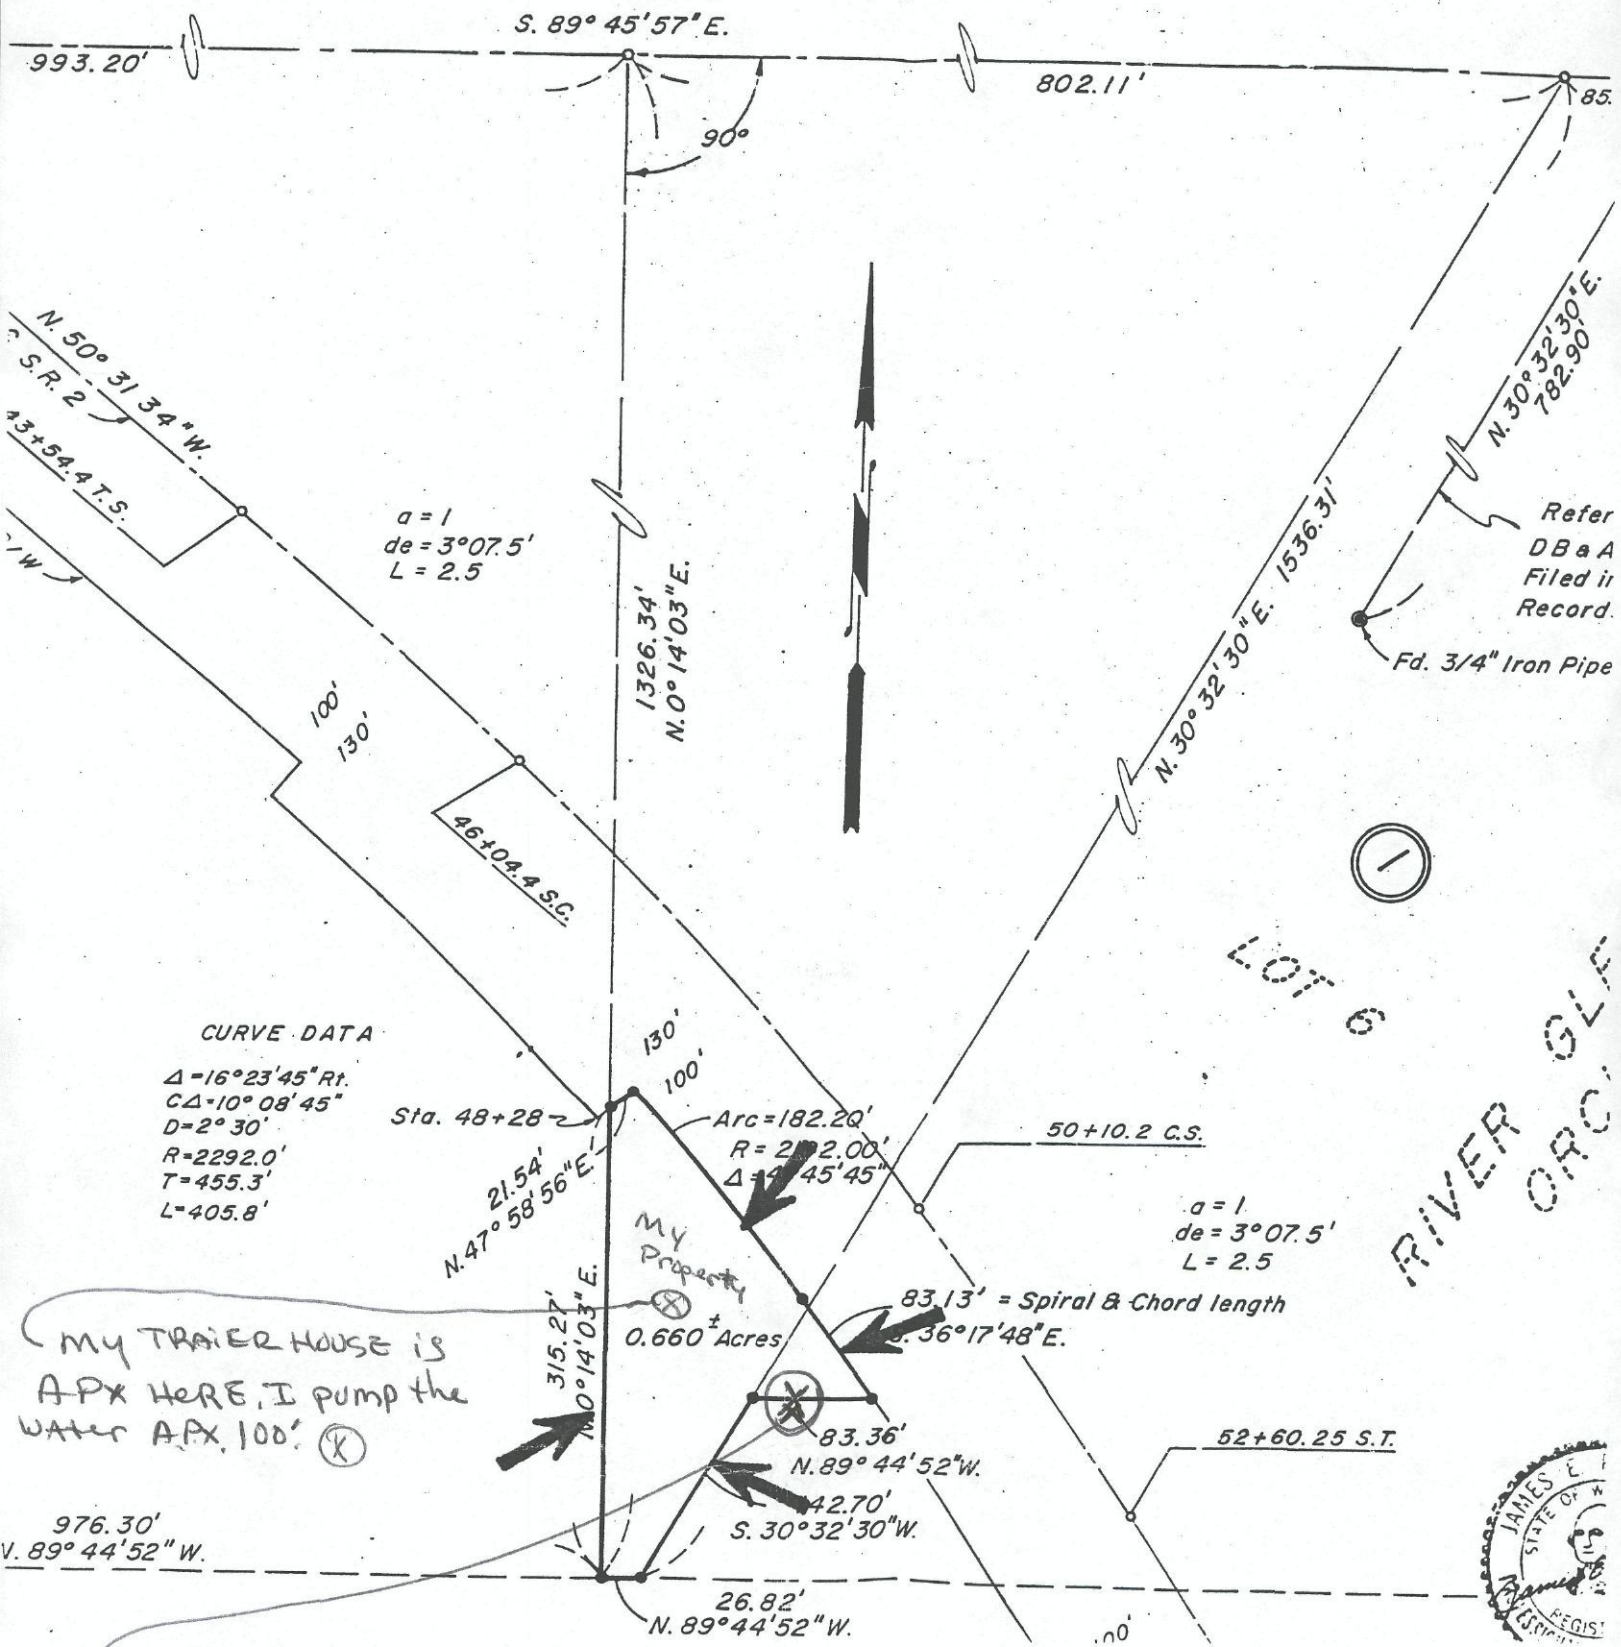 S. 89° 45' 57" E.
993.20'
802.11'
85.
90°
N. 50° 31 34" W.
S.R. 2
43+54.4 T.S.
a = 1
de = 3°07.5'
L = 2.5
1326.34'
N.0° 14' 03" E.
N. 30° 32' 30" E.
782.90'
N. 30° 32' 30" E. 1536.31'
Refer
DB & A
Filed in
Record.
Fd. 3/4" Iron Pipe
100'
130'
46+04.4 S.C.
1
LOT 6
RIVER GLE
ORC
CURVE DATA
Δ=16°23'45" Rt.
CΔ=10° 08' 45"
D=2° 30'
R=2292.0'
T=455.3'
L=405.8'
130'
100'
Sta. 48+28
Arc=182.20'
R = 2 2.00'
Δ = 45'45"
50+10.2 C.S.
21.54'
N.47° 58' 56" E.
a = 1
de = 3°07.5'
L = 2.5
My
Property
X
0.660 ± Acres
83.13' = Spiral & Chord length
S. 36°17'48" E.
315.27'
N.0°14'03" E.
My TRAiER HOUSE iS
APX HeRE, I pump the
WAter APX. 100'. X
X
83.36'
N.89° 44'52" W.
42.70'
S. 30°32'30" W.
52+60.25 S.T.
976.30'
V. 89° 44'52" W.
26.82'
N. 89°44'52" W.
JAMES E.
STATE OF
REGIST